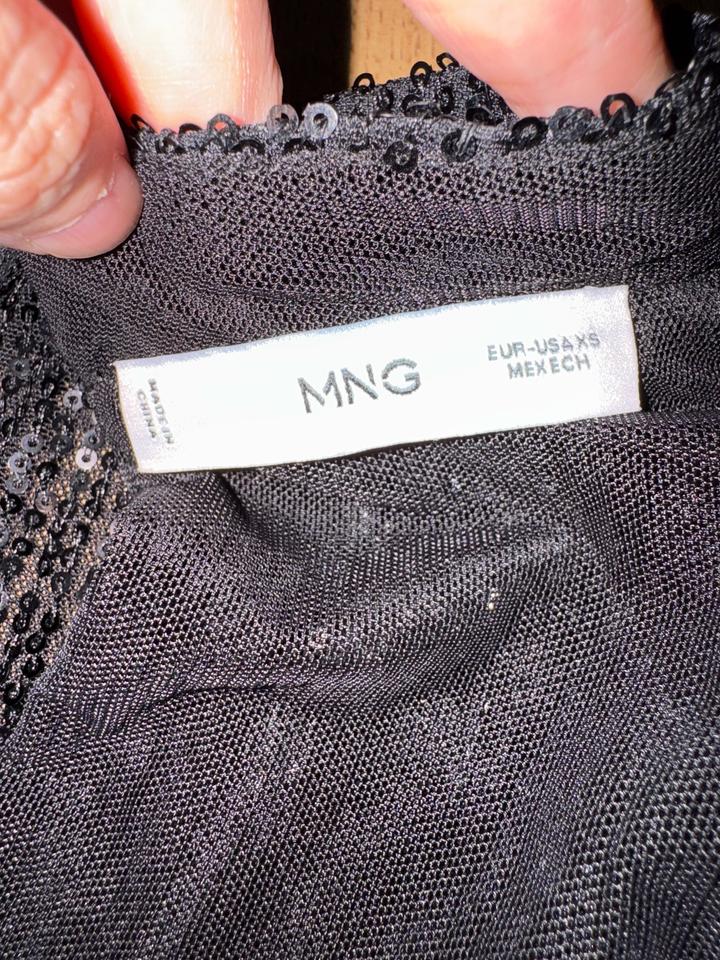 MADE IN
CHINA
MNG
EUR-USA XS
MEX ECH